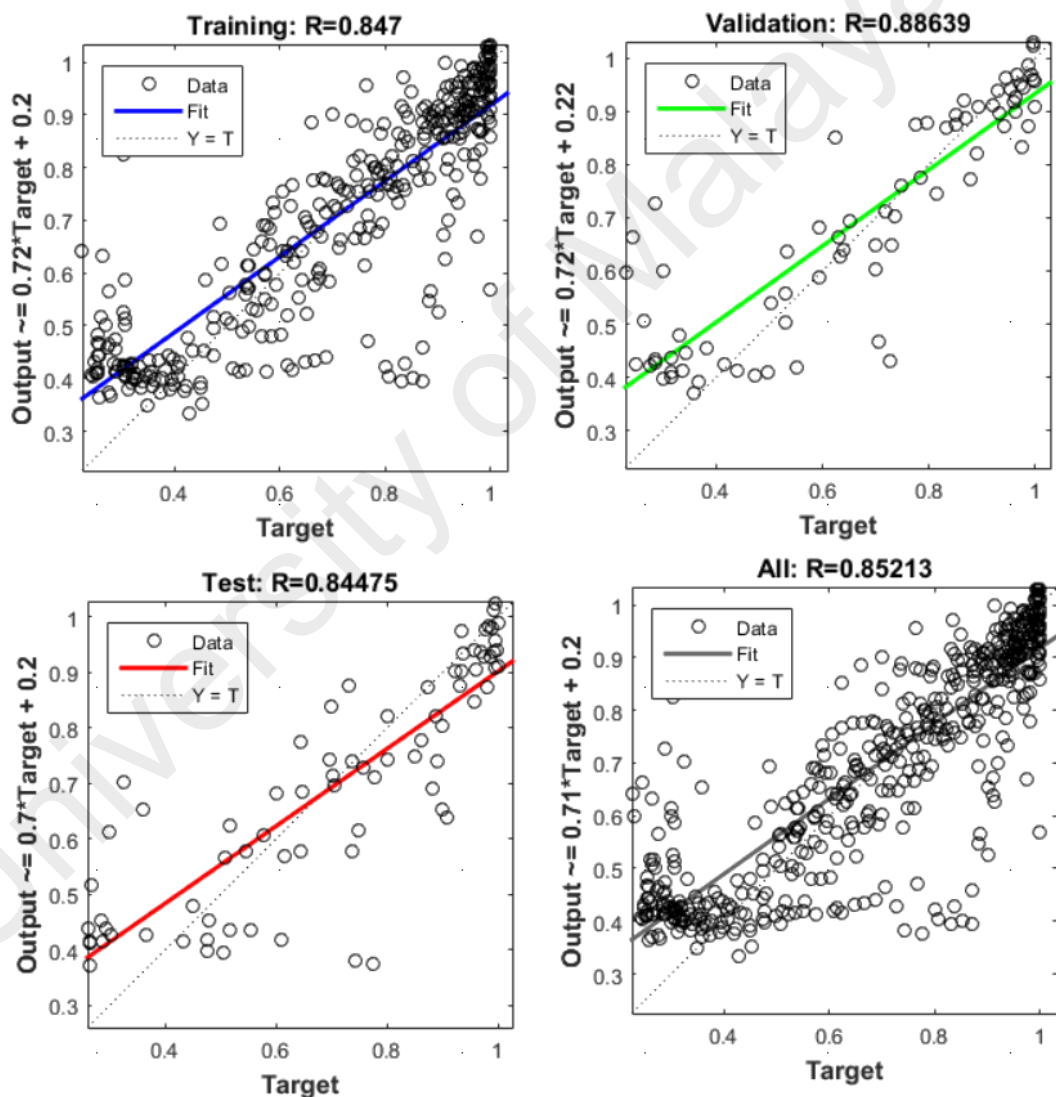 Training: R=0.847
Output ~= 0.72*Target + 0.2
1
0.9
0.8
0.7
0.6
0.5
0.4
0.3
Data
Fit
Y = T
0.4
0.6
0.8
1
Target
Validation: R=0.88639
Output ~= 0.72*Target + 0.22
1
0.9
0.8
0.7
0.6
0.5
0.4
0.3
Data
Fit
Y = T
0.4
0.6
0.8
1
Target
Test: R=0.84475
Output ~= 0.7*Target + 0.2
1
0.9
0.8
0.7
0.6
0.5
0.4
0.3
Data
Fit
Y = T
0.4
0.6
0.8
1
Target
All: R=0.85213
Output ~= 0.71*Target + 0.2
1
0.9
0.8
0.7
0.6
0.5
0.4
0.3
Data
Fit
Y = T
0.4
0.6
0.8
1
Target
University of Malaya